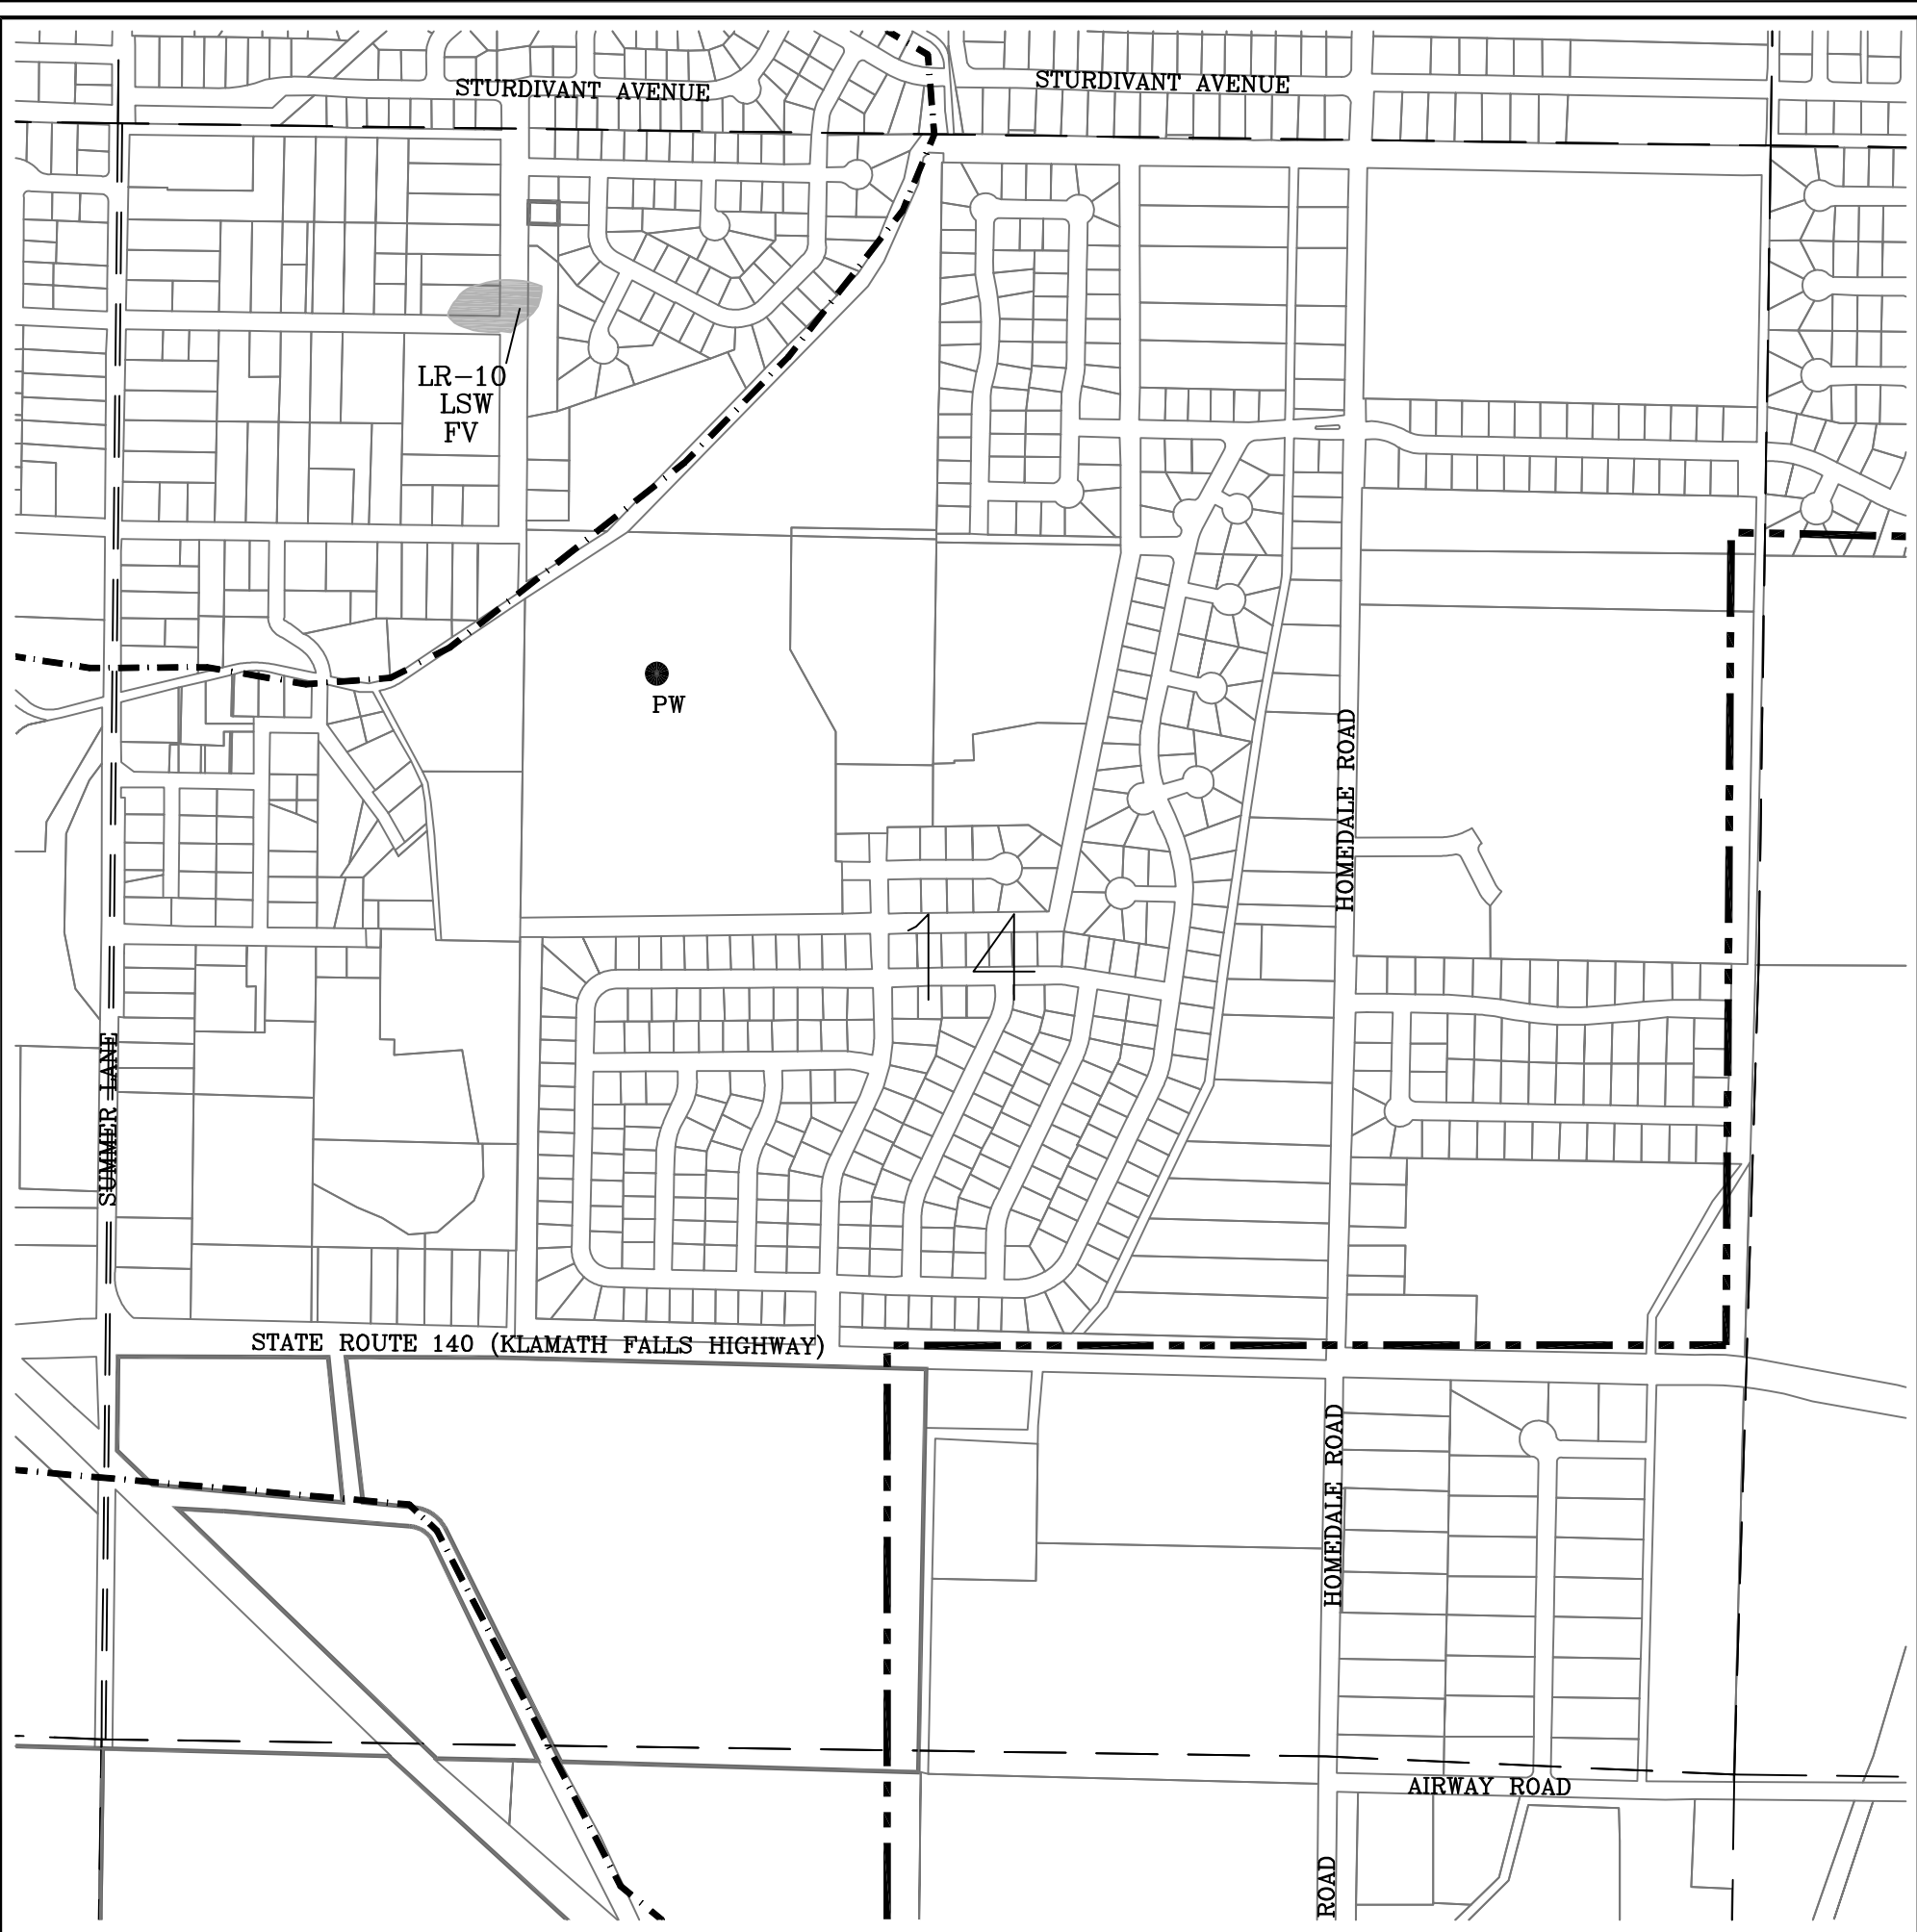 STURDIVANT AVENUE
STURDIVANT AVENUE
LR-10
LSW
FV
PW
HOMEDALE ROAD
14
SUMMER LANE
STATE ROUTE 140 (KLAMATH FALLS HIGHWAY)
HOMEDALE ROAD
AIRWAY ROAD
ROAD